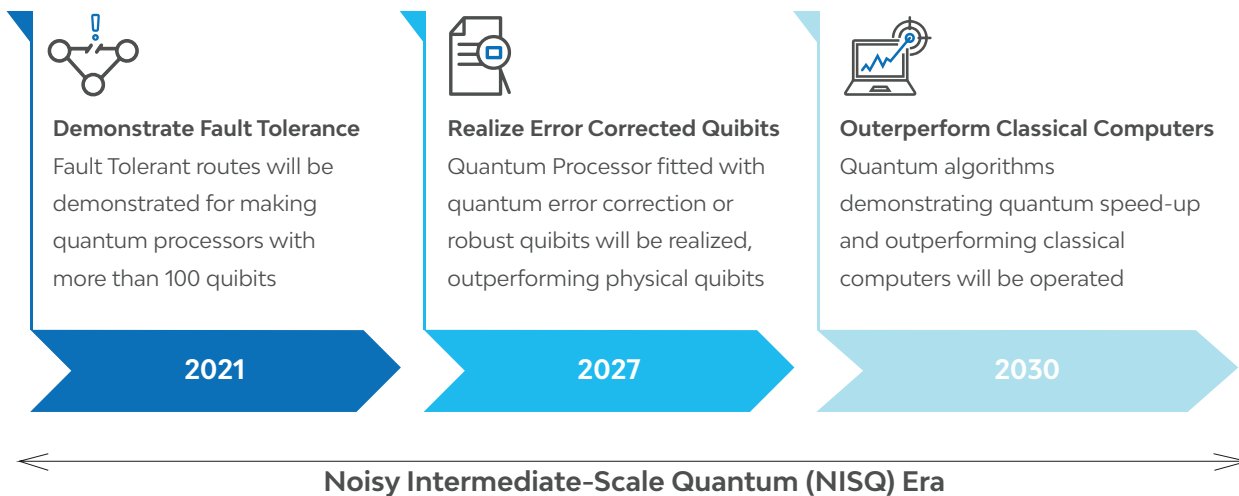 Demonstrate Fault Tolerance
Fault Tolerant routes will be
demonstrated for making
quantum processors with
more than 100 quibits
2021
Realize Error Corrected Quibits
Quantum Processor fitted with
quantum error correction or
robust quibits will be realized,
outperforming physical quibits
2027
Outerperform Classical Computers
Quantum algorithms
demonstrating quantum speed-up
and outperforming classical
computers will be operated
2030
Noisy Intermediate-Scale Quantum (NISQ) Era